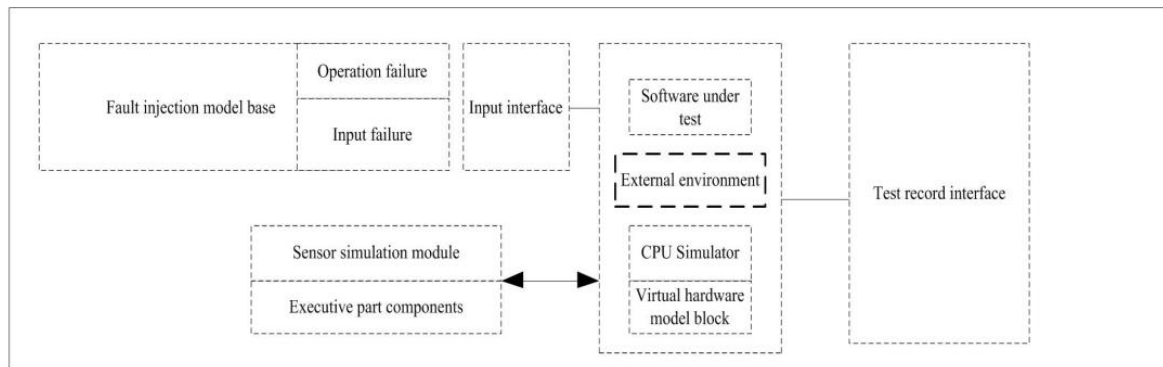 Fault injection model base
Operation failure
Input failure
Input interface
Software under
test
External environment
CPU Simulator
Virtual hardware
model block
Sensor simulation module
Executive part components
Test record interface